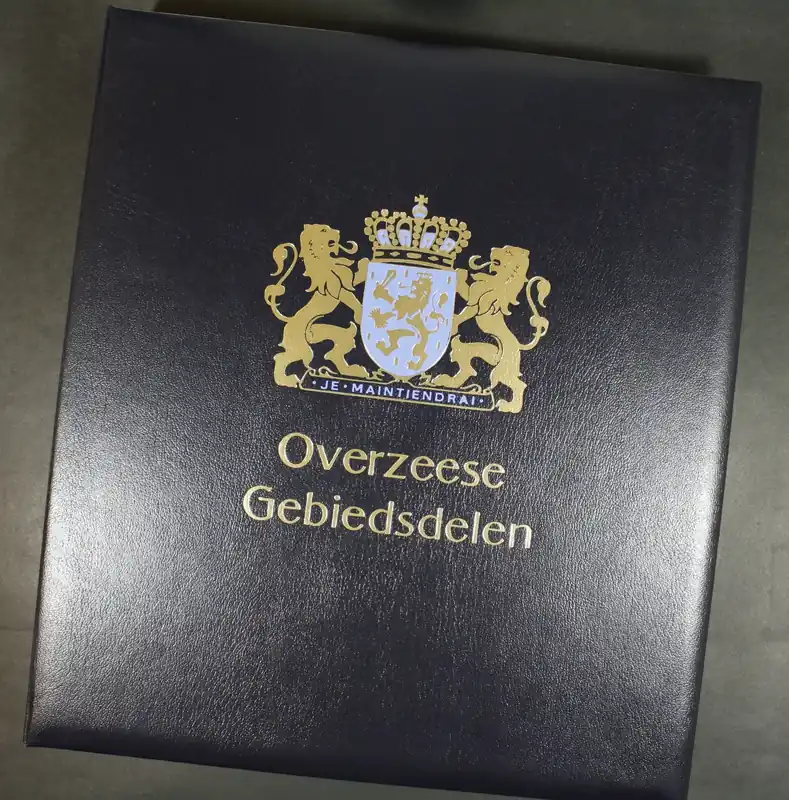 · JE · MAINTIENDRAI ·
Overzeese
Gebiedsdelen